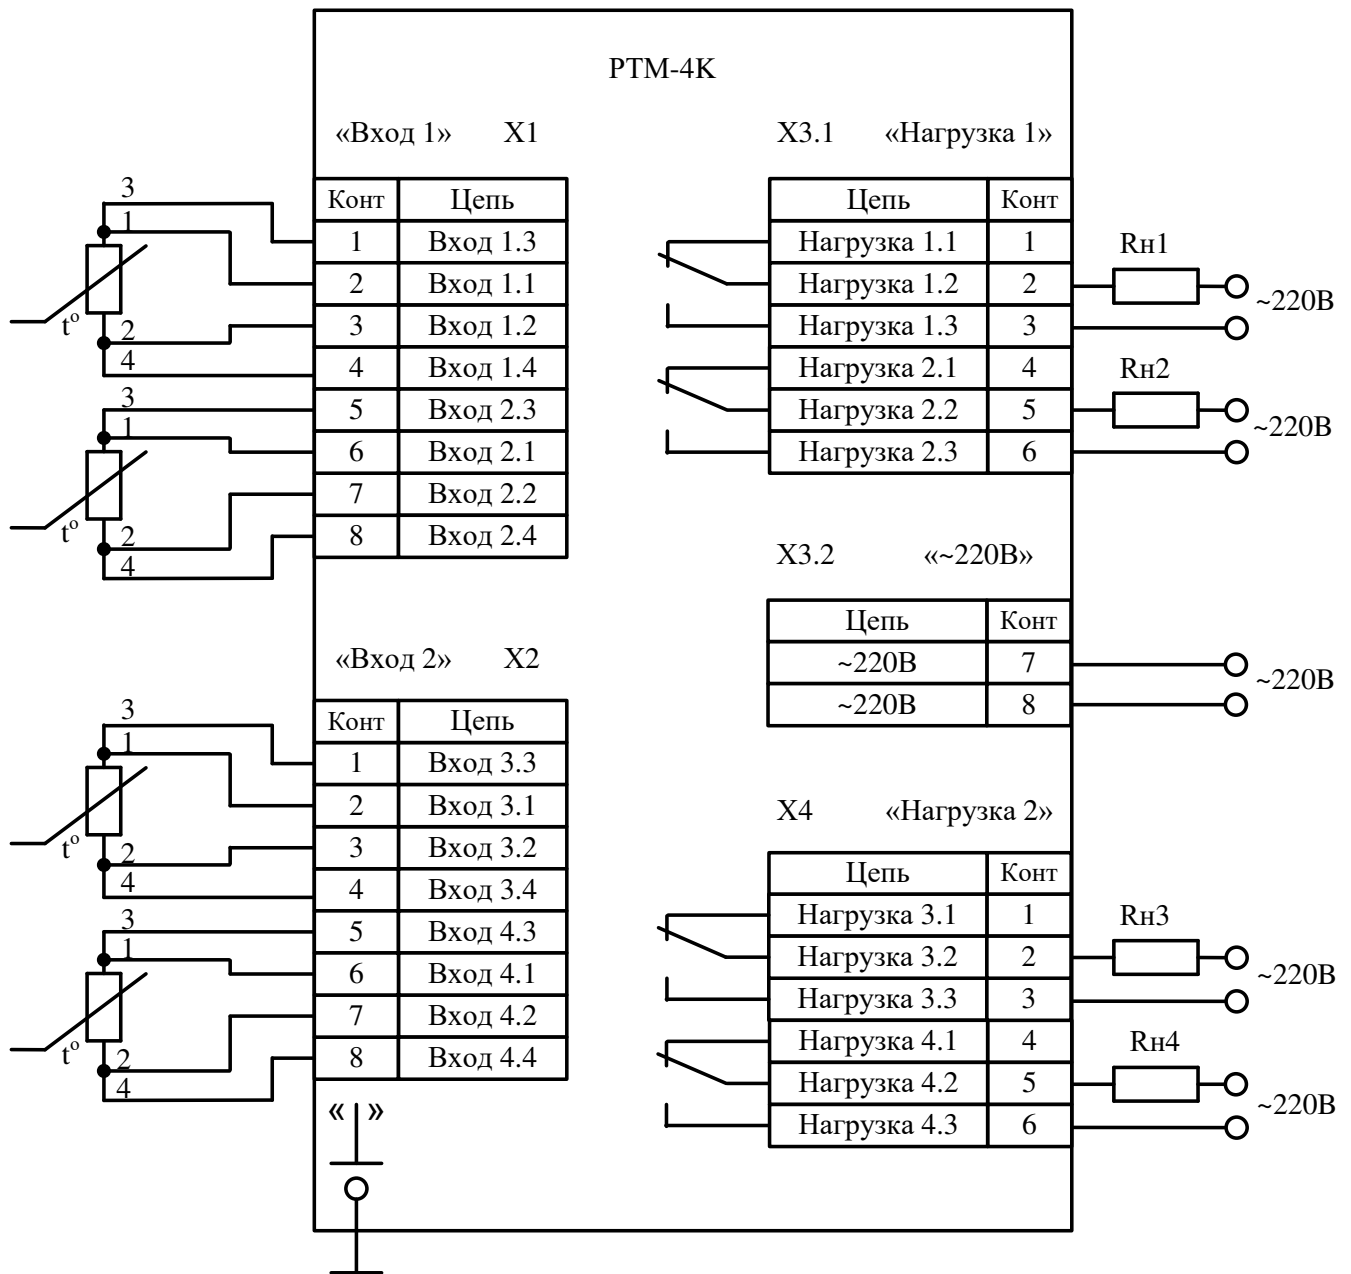 РТМ-4К
«Вход 1» X1
X3.1 «Нагрузка 1»
3
1
2
4
t°
Конт Цепь
1 Вход 1.3
2 Вход 1.1
3 Вход 1.2
4 Вход 1.4
5 Вход 2.3
6 Вход 2.1
7 Вход 2.2
8 Вход 2.4
3
1
2
4
t°
Цепь Конт
Нагрузка 1.1 1
Нагрузка 1.2 2
Нагрузка 1.3 3
Нагрузка 2.1 4
Нагрузка 2.2 5
Нагрузка 2.3 6
Rн1
~220В
Rн2
~220В
X3.2 «~220В»
Цепь Конт
~220В 7
~220В 8
~220В
«Вход 2» X2
3
1
2
4
t°
Конт Цепь
1 Вход 3.3
2 Вход 3.1
3 Вход 3.2
4 Вход 3.4
5 Вход 4.3
6 Вход 4.1
7 Вход 4.2
8 Вход 4.4
3
1
2
4
t°
X4 «Нагрузка 2»
Цепь Конт
Нагрузка 3.1 1
Нагрузка 3.2 2
Нагрузка 3.3 3
Нагрузка 4.1 4
Нагрузка 4.2 5
Нагрузка 4.3 6
Rн3
~220В
Rн4
~220В
« »